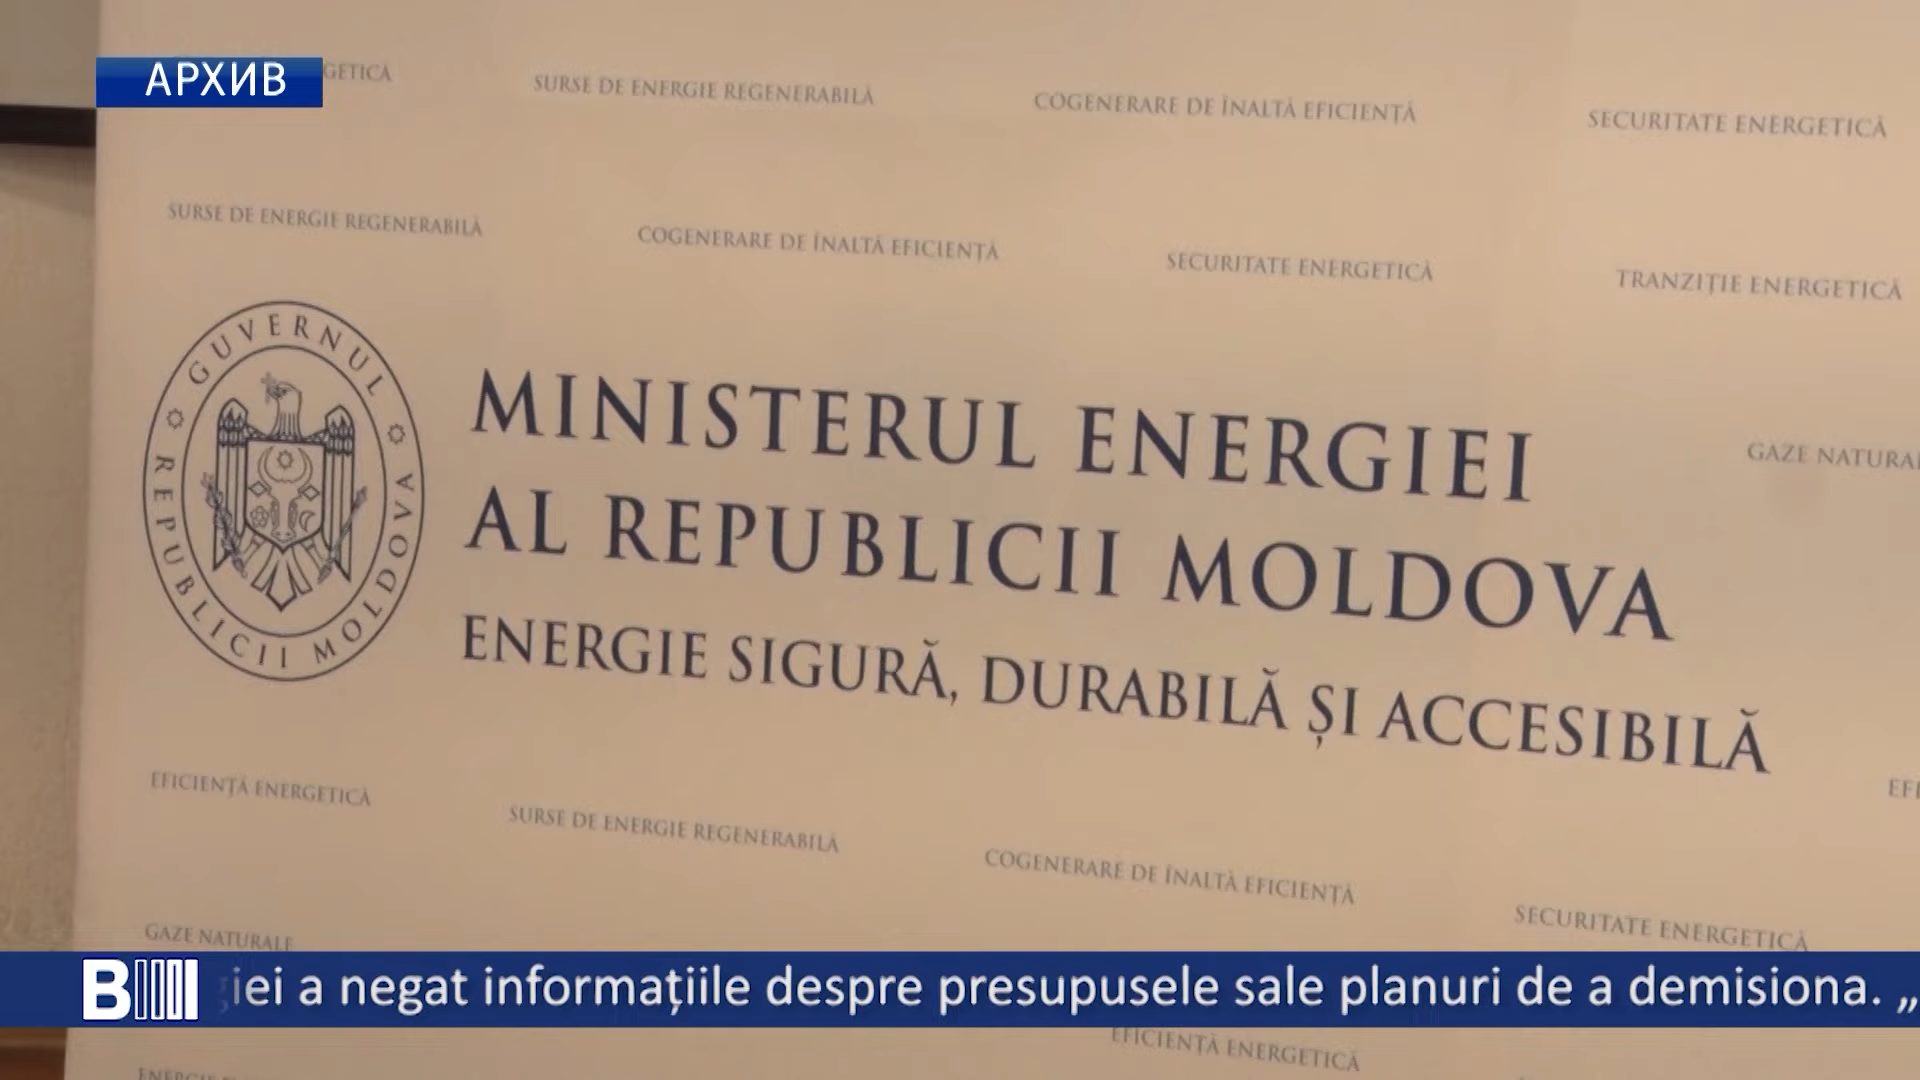 АРХИВ
SURSE DE ENERGIE REGENERABILĂ
COGENERARE DE ÎNALTĂ EFICIENȚĂ
SECURITATE ENERGETICĂ
SURSE DE ENERGIE REGENERABILĂ
COGENERARE DE ÎNALTĂ EFICIENȚĂ
SECURITATE ENERGETICĂ
TRANZIȚIE ENERGETICĂ
GUVERNUL
REPUBLICII MOLDOVA
MINISTERUL ENERGIEI
AL REPUBLICII MOLDOVA
ENERGIE SIGURĂ, DURABILĂ ȘI ACCESIBILĂ
GAZE
EFICIENȚĂ ENERGETICĂ
SURSE DE ENERGIE REGENERABILĂ
COGENERARE DE ÎNALTĂ EFICIENȚĂ
SECURITATE ENERGETICĂ
GAZE NATURALE
B iei a negat informațiile despre presupusele sale planuri de a demisiona. „
EFICIENȚĂ ENERGETICĂ